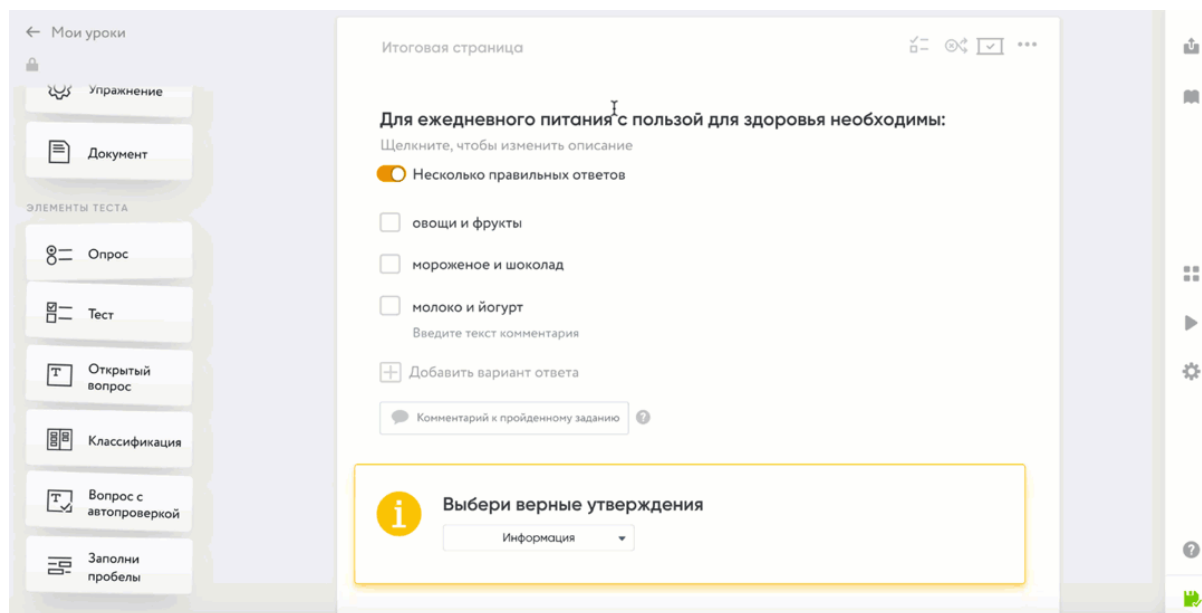 Мои уроки
Упражнение
Документ
ЭЛЕМЕНТЫ ТЕСТА
Опрос
Тест
Открытый
вопрос
Классификация
Вопрос с
автопроверкой
Заполни
пробелы
Итоговая страница
Для ежедневного питания с пользой для здоровья необходимы:
Щелкните, чтобы изменить описание
Несколько правильных ответов
овощи и фрукты
мороженое и шоколад
молоко и йогурт
Введите текст комментария
Добавить вариант ответа
Комментарий к пройденному заданию
Выбери верные утверждения
Информация